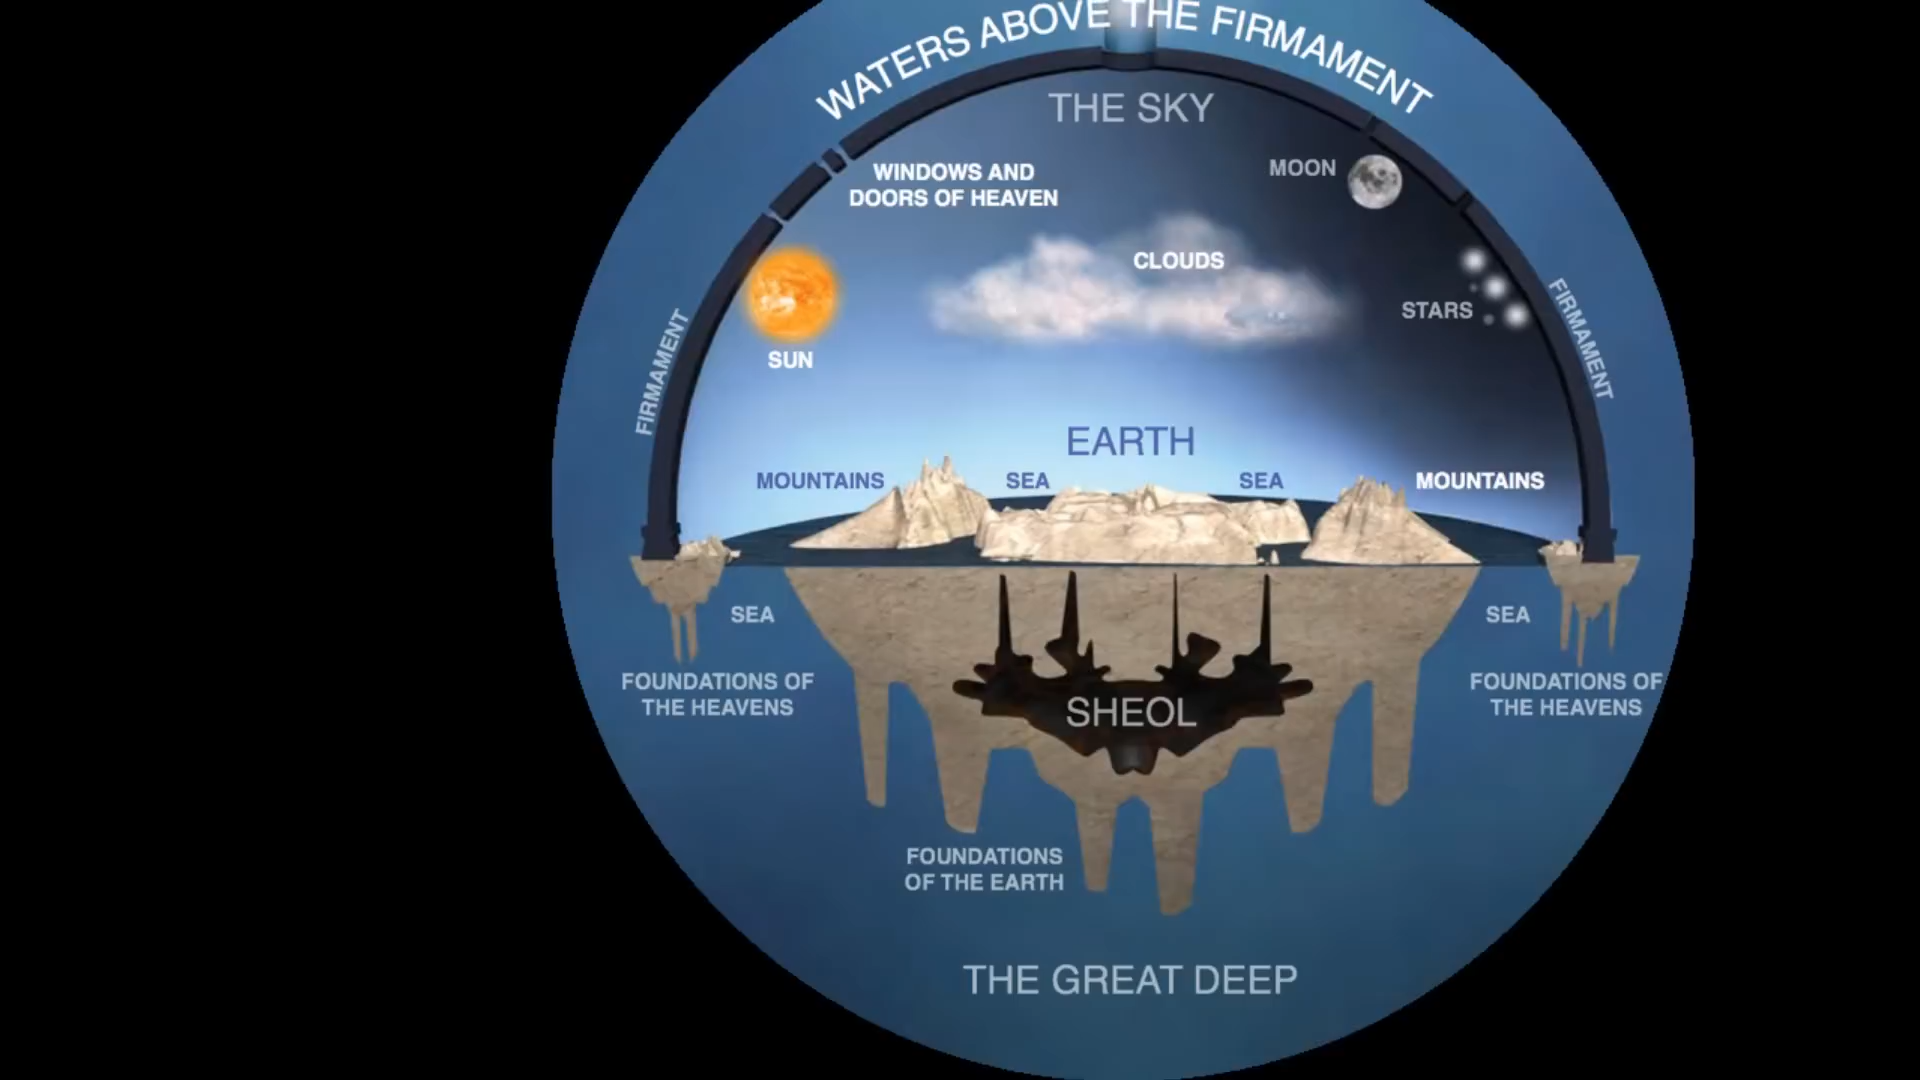 WATERS ABOVE THE FIRMAMENT
THE SKY
WINDOWS AND
DOORS OF HEAVEN
MOON
CLOUDS
STARS
FIRMAMENT
FIRMAMENT
SUN
EARTH
MOUNTAINS
SEA
SEA
MOUNTAINS
SEA
SEA
FOUNDATIONS OF
THE HEAVENS
FOUNDATIONS OF
THE HEAVENS
SHEOL
FOUNDATIONS
OF THE EARTH
THE GREAT DEEP